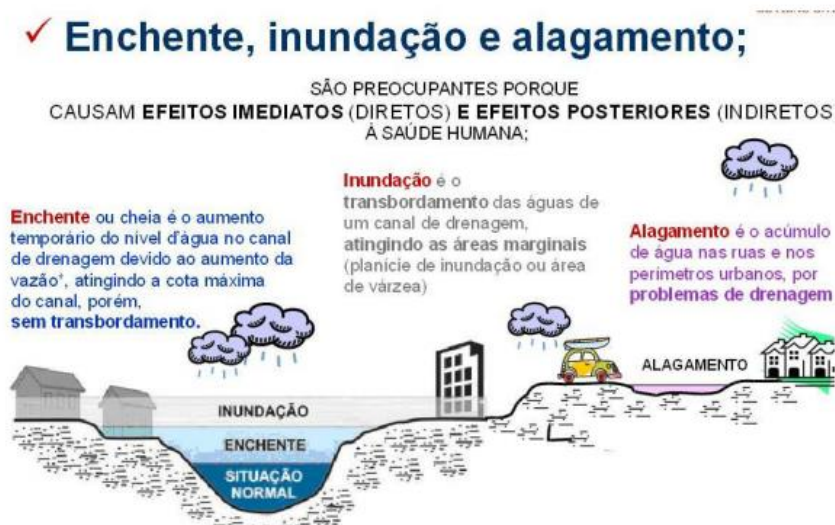 ✓ Enchente, inundação e alagamento;
SÃO PREOCUPANTES PORQUE
CAUSAM EFEITOS IMEDIATOS (DIRETOS) E EFEITOS POSTERIORES (INDIRETOS
À SAÚDE HUMANA;
Enchente ou cheia é o aumento
temporário do nível d'água no canal
de drenagem devido ao aumento da
vazão*, atingindo a cota máxima
do canal, porém,
sem transbordamento.
Inundação é o
transbordamento das águas de
um canal de drenagem,
atingindo as áreas marginais
(planície de inundação ou área
de várzea)
Alagamento é o acúmulo
de água nas ruas e nos
perímetros urbanos, por
problemas de drenagem
INUNDAÇÃO
ENCHENTE
SITUAÇÃO
NORMAL
ALAGAMENTO